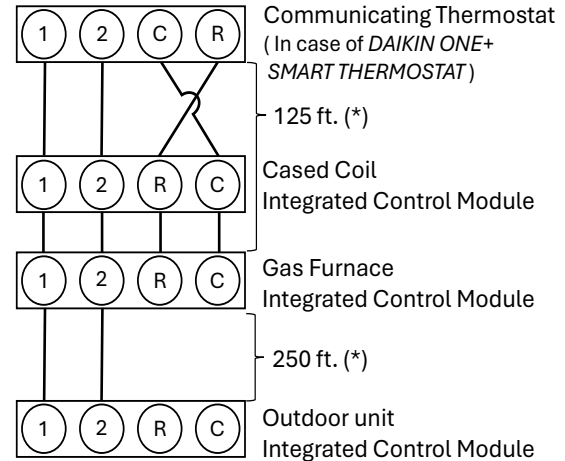 1 2 C R
Communicating Thermostat
( In case of DAIKIN ONE+
SMART THERMOSTAT )
125 ft. (*)
1 2 R C
Cased Coil
Integrated Control Module
1 2 R C
Gas Furnace
Integrated Control Module
250 ft. (*)
1 2 R C
Outdoor unit
Integrated Control Module